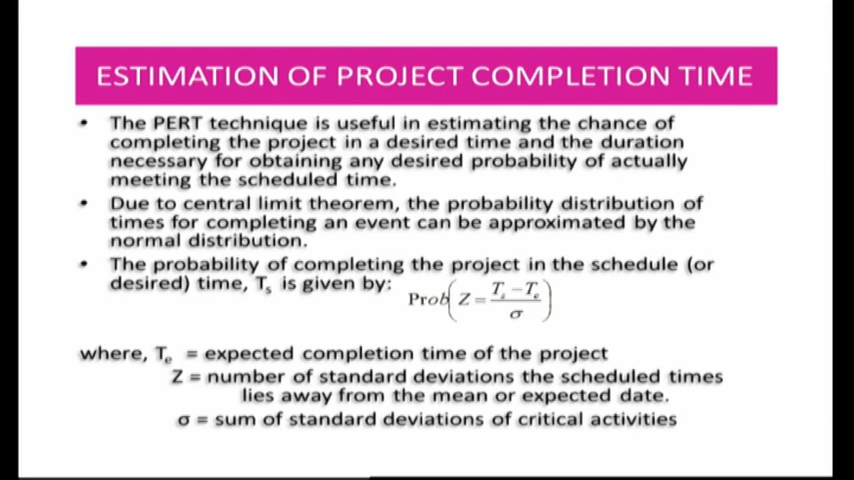 ESTIMATION OF PROJECT COMPLETION TIME
• The PERT technique is useful in estimating the chance of
completing the project in a desired time and the duration
necessary for obtaining any desired probability of actually
meeting the scheduled time.
• Due to central limit theorem, the probability distribution of
times for completing an event can be approximated by the
normal distribution.
• The probability of completing the project in the schedule (or
desired) time, Tₛ is given by: Prob(Z = (Tₛ − Tₑ)/σ)
where, Tₑ = expected completion time of the project
Z = number of standard deviations the scheduled times
lies away from the mean or expected date.
σ = sum of standard deviations of critical activities